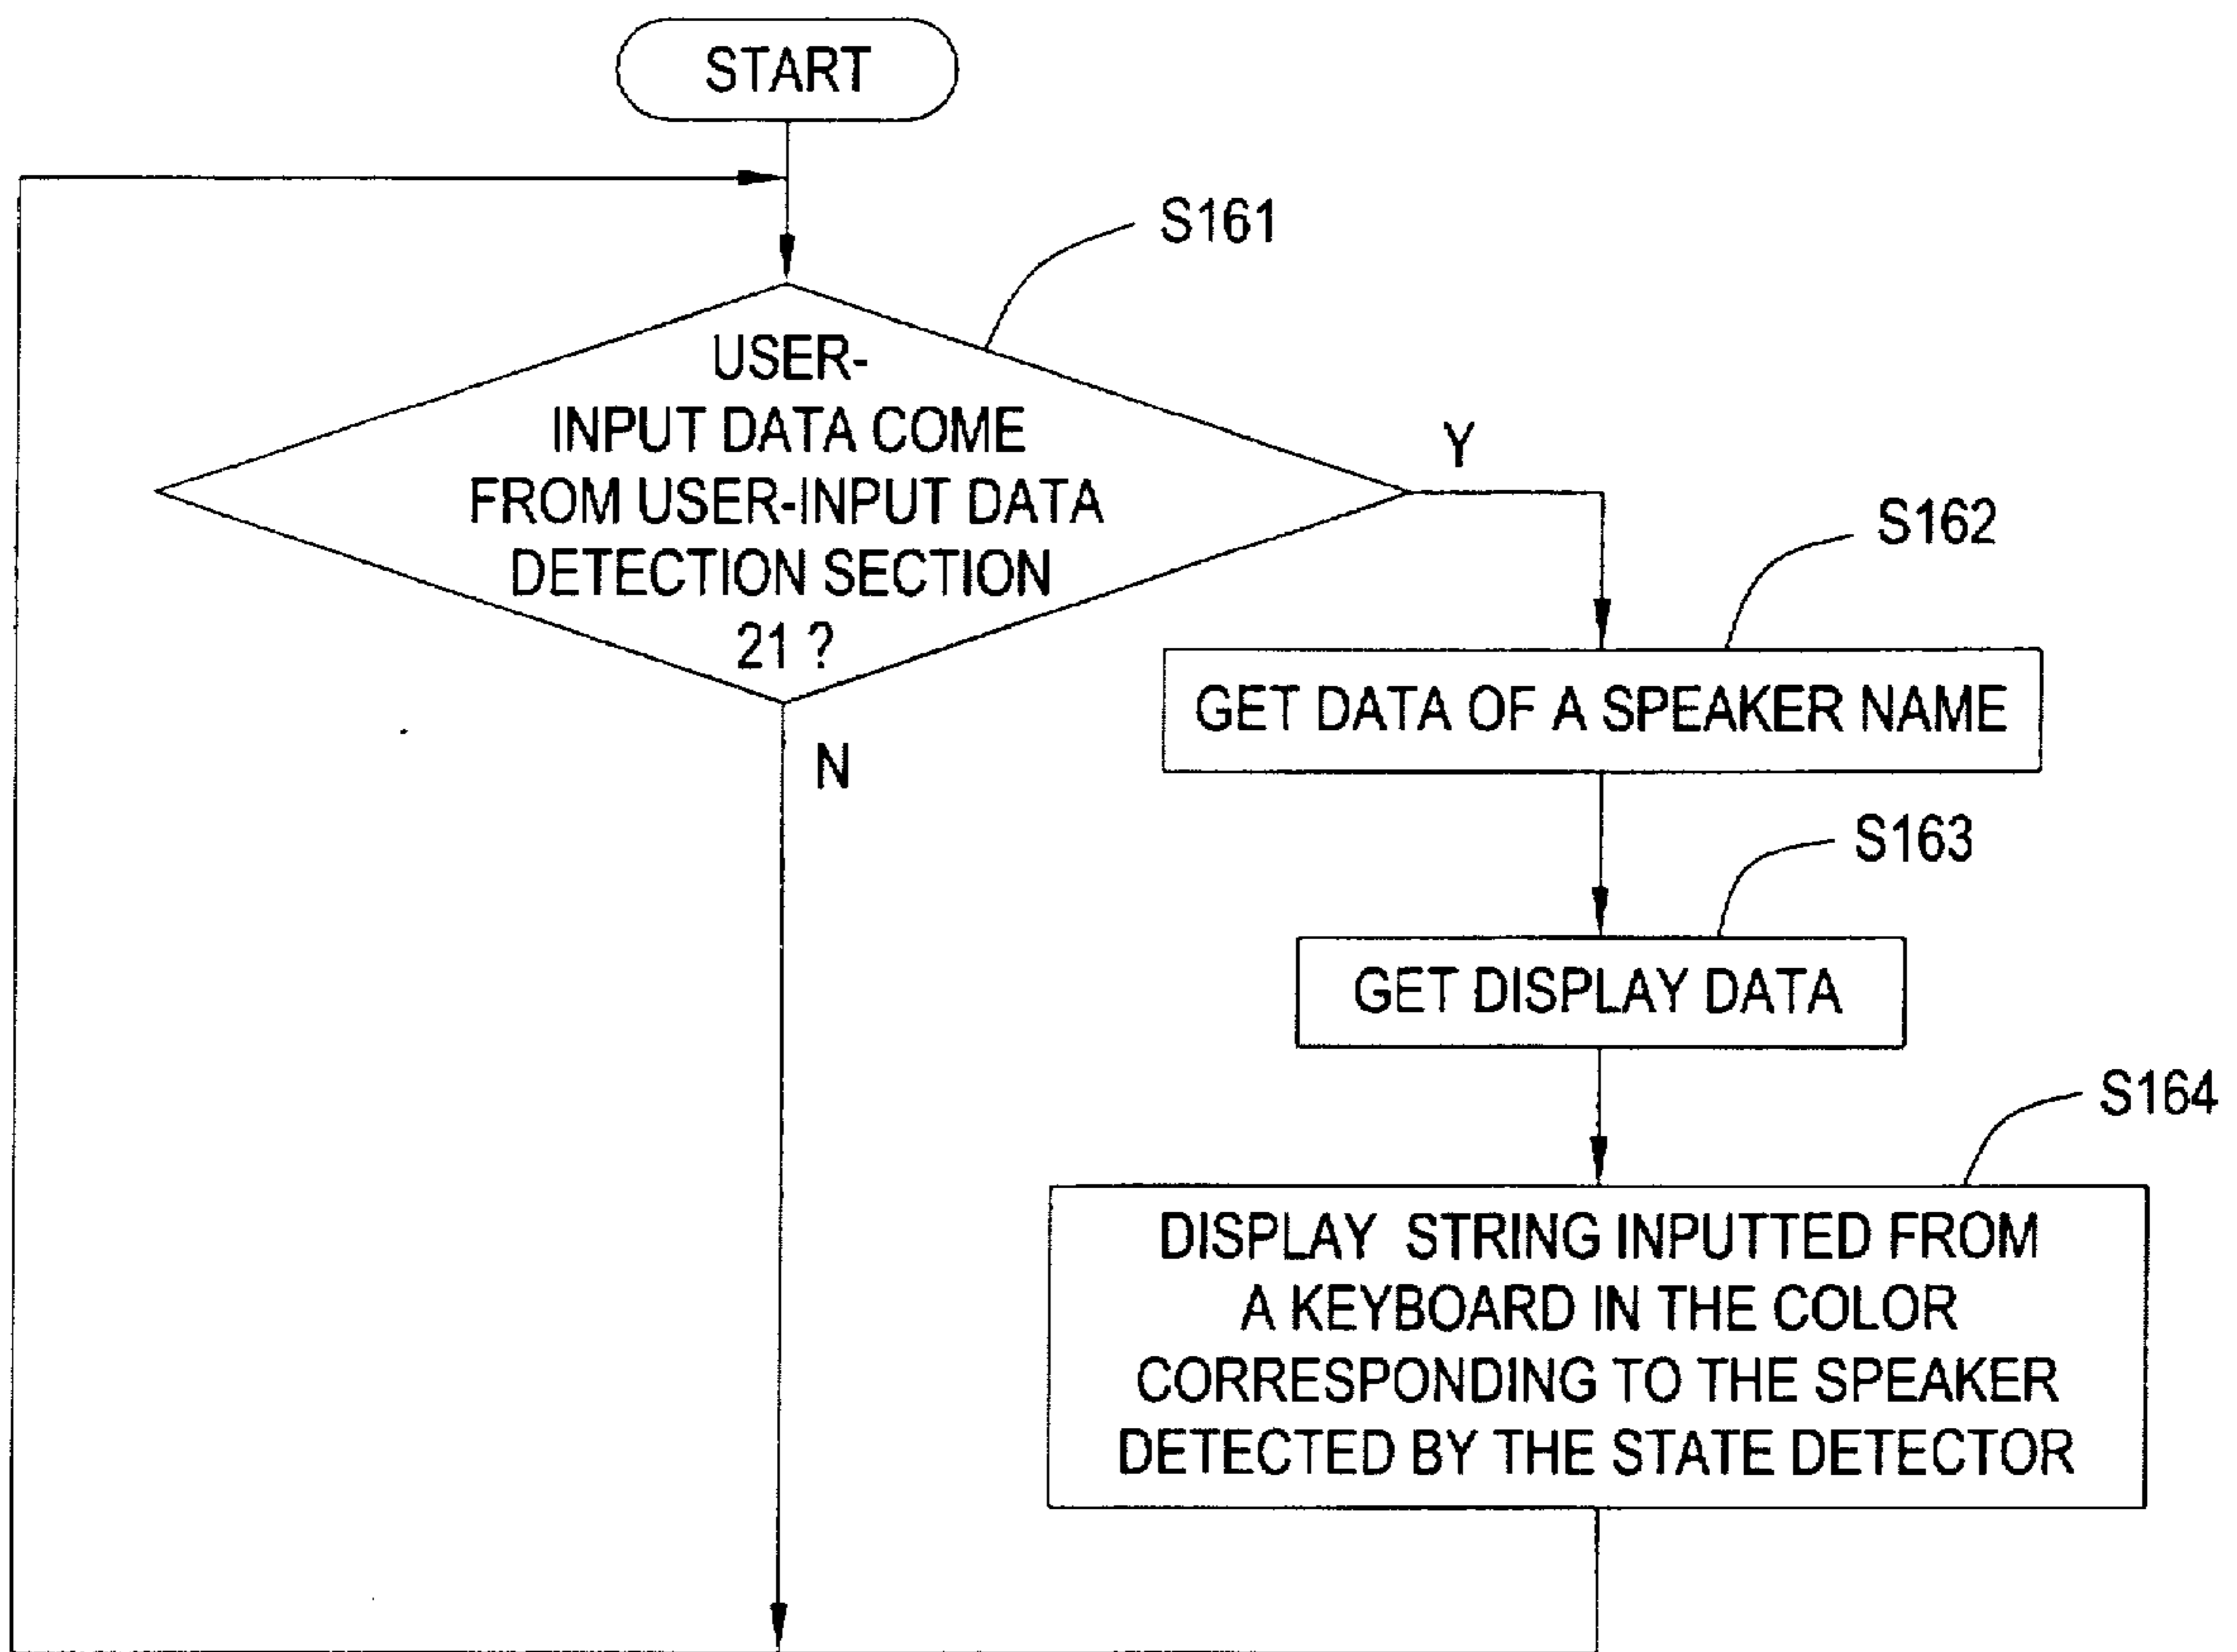 START
S161
USER-
INPUT DATA COME
FROM USER-INPUT DATA
DETECTION SECTION
21 ?
Y
N
S162
GET DATA OF A SPEAKER NAME
S163
GET DISPLAY DATA
S164
DISPLAY STRING INPUTTED FROM
A KEYBOARD IN THE COLOR
CORRESPONDING TO THE SPEAKER
DETECTED BY THE STATE DETECTOR